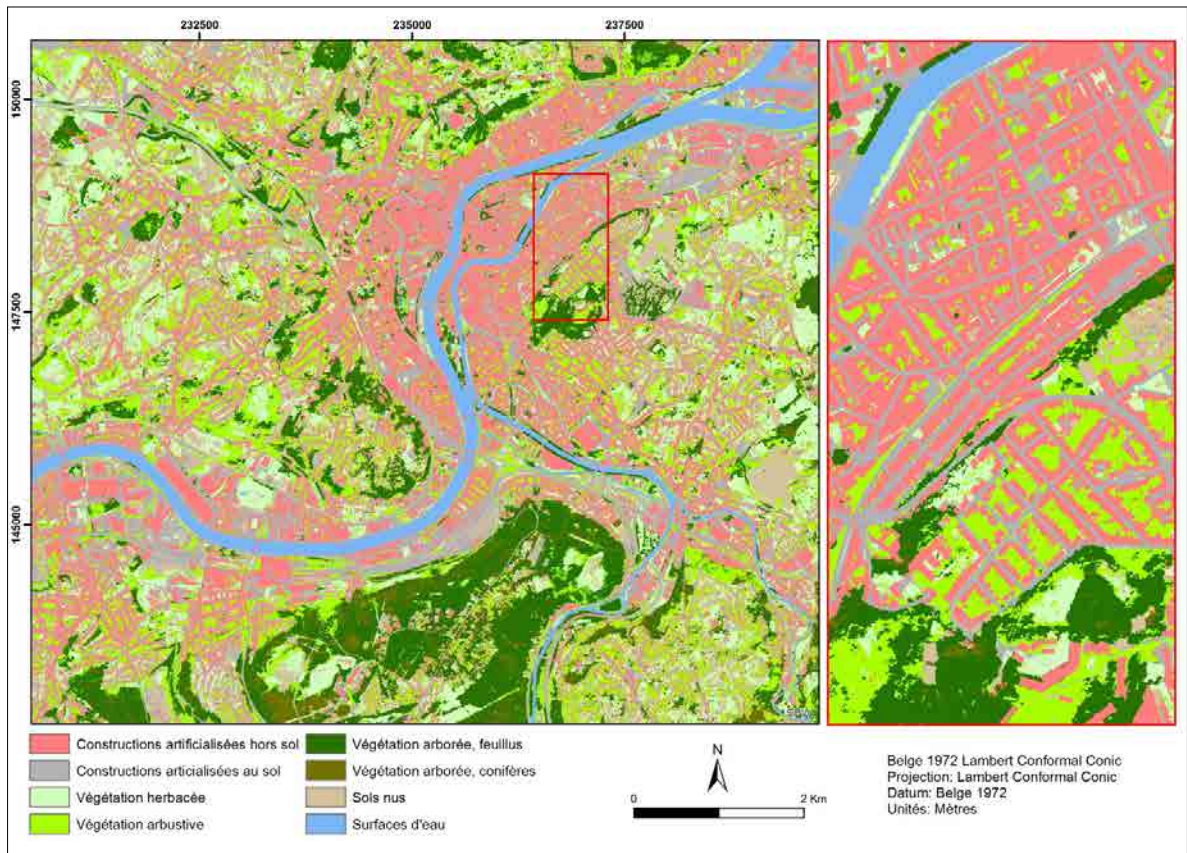 232500
235000
237500
150000
147500
145000
Constructions artificialisées hors sol
Constructions articialisées au sol
Végétation herbacée
Végétation arbustive
Végétation arborée, feuillus
Végétation arborée, conifères
Sols nus
Surfaces d'eau
N
0
2 Km
Belge 1972 Lambert Conformal Conic
Projection: Lambert Conformal Conic
Datum: Belge 1972
Unités: Mètres